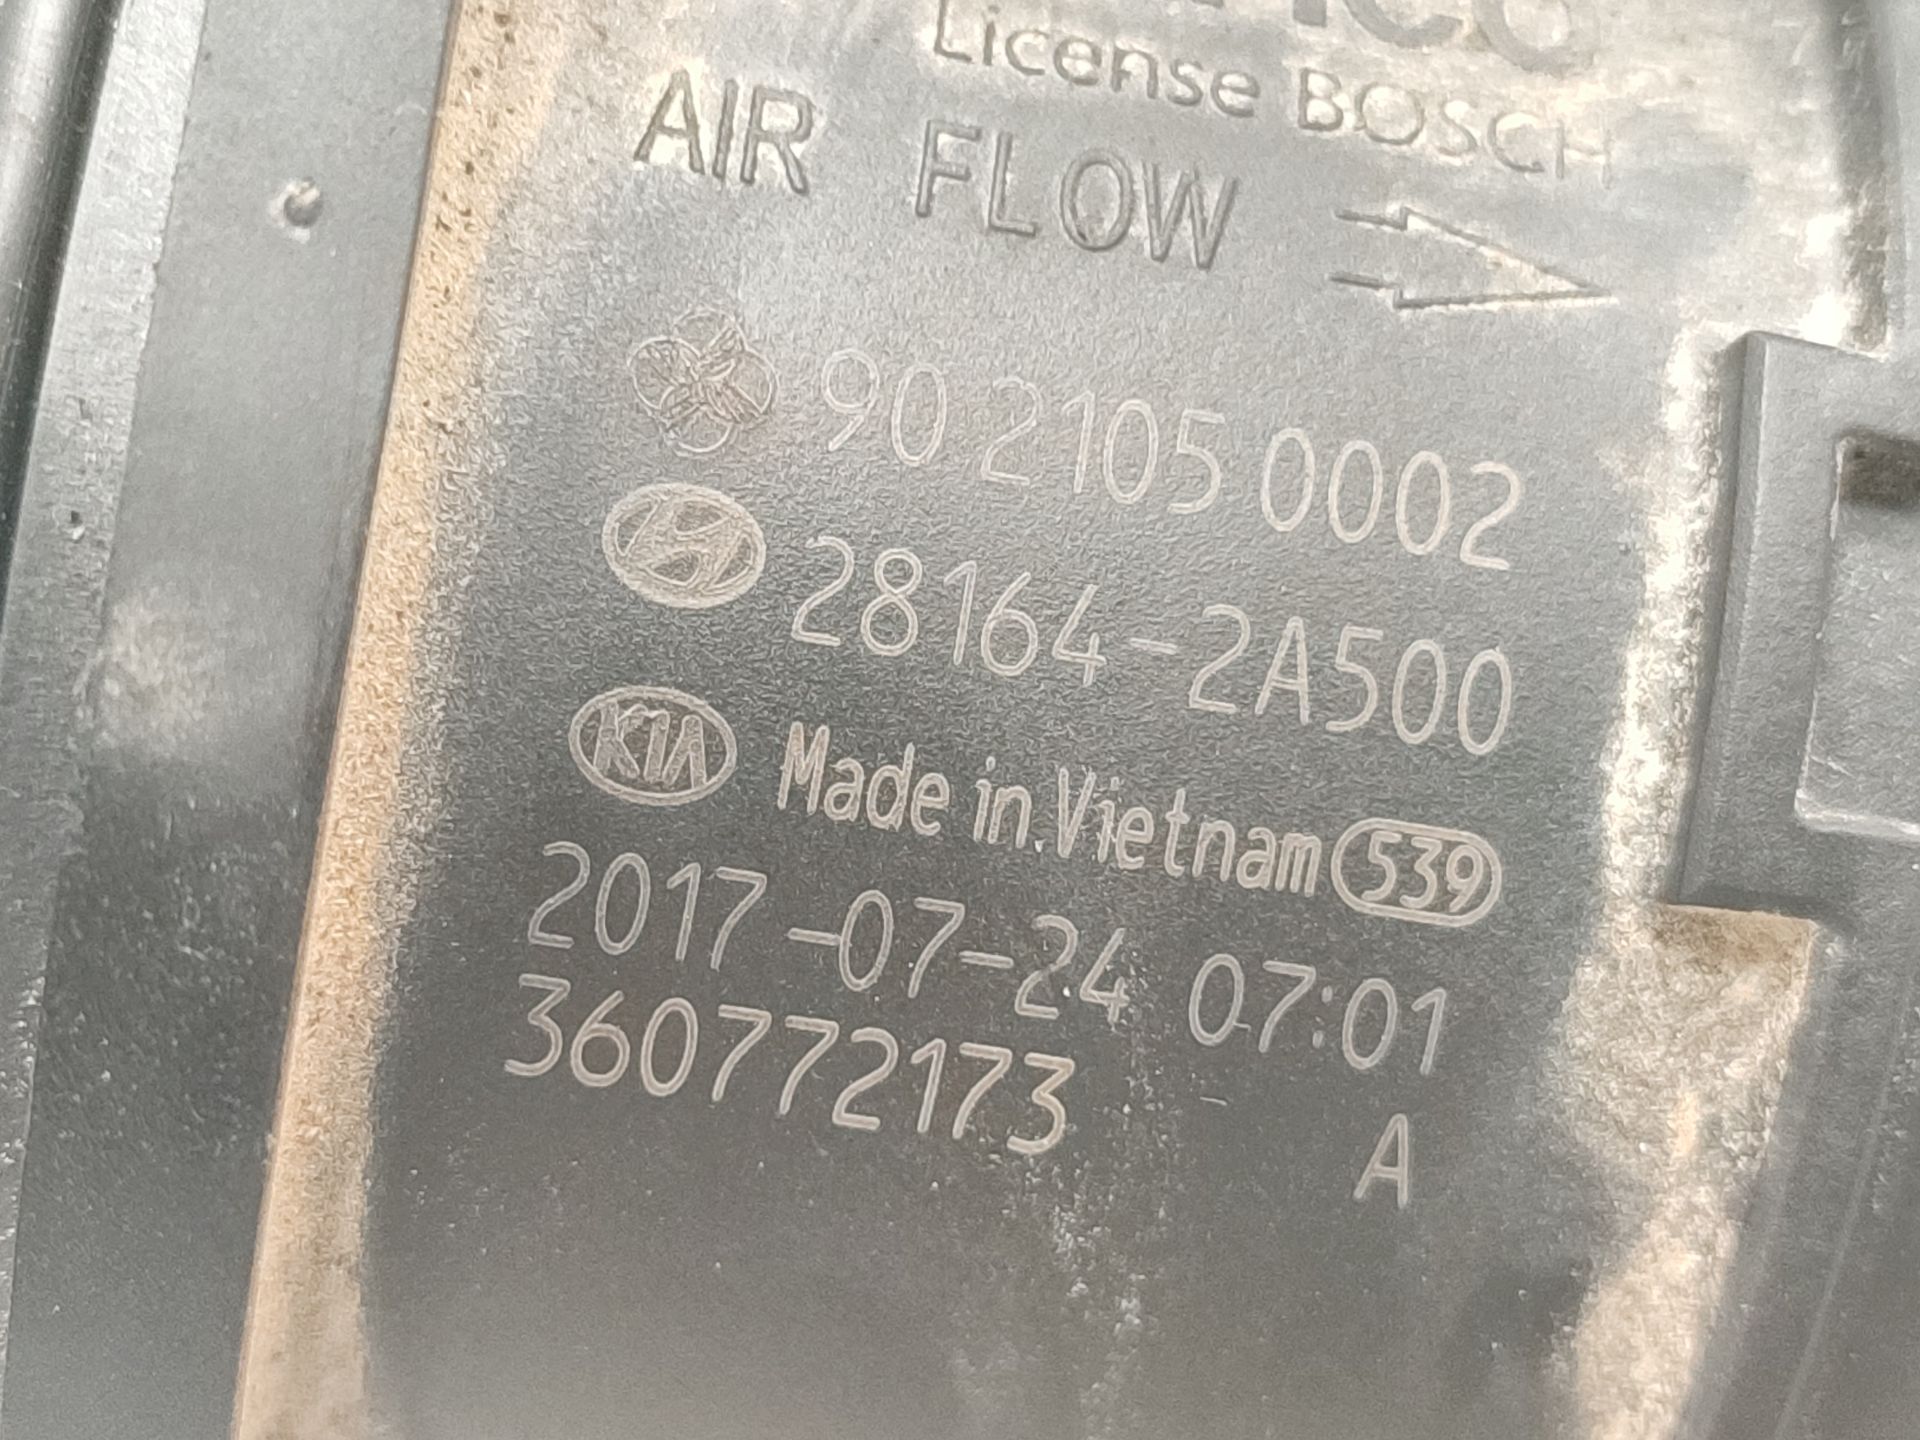 License BOSCH
AIR FLOW
90 2105 0002
28164-2A500
KIA Made in Vietnam 539
2017-07-24 07:01
360772173
A